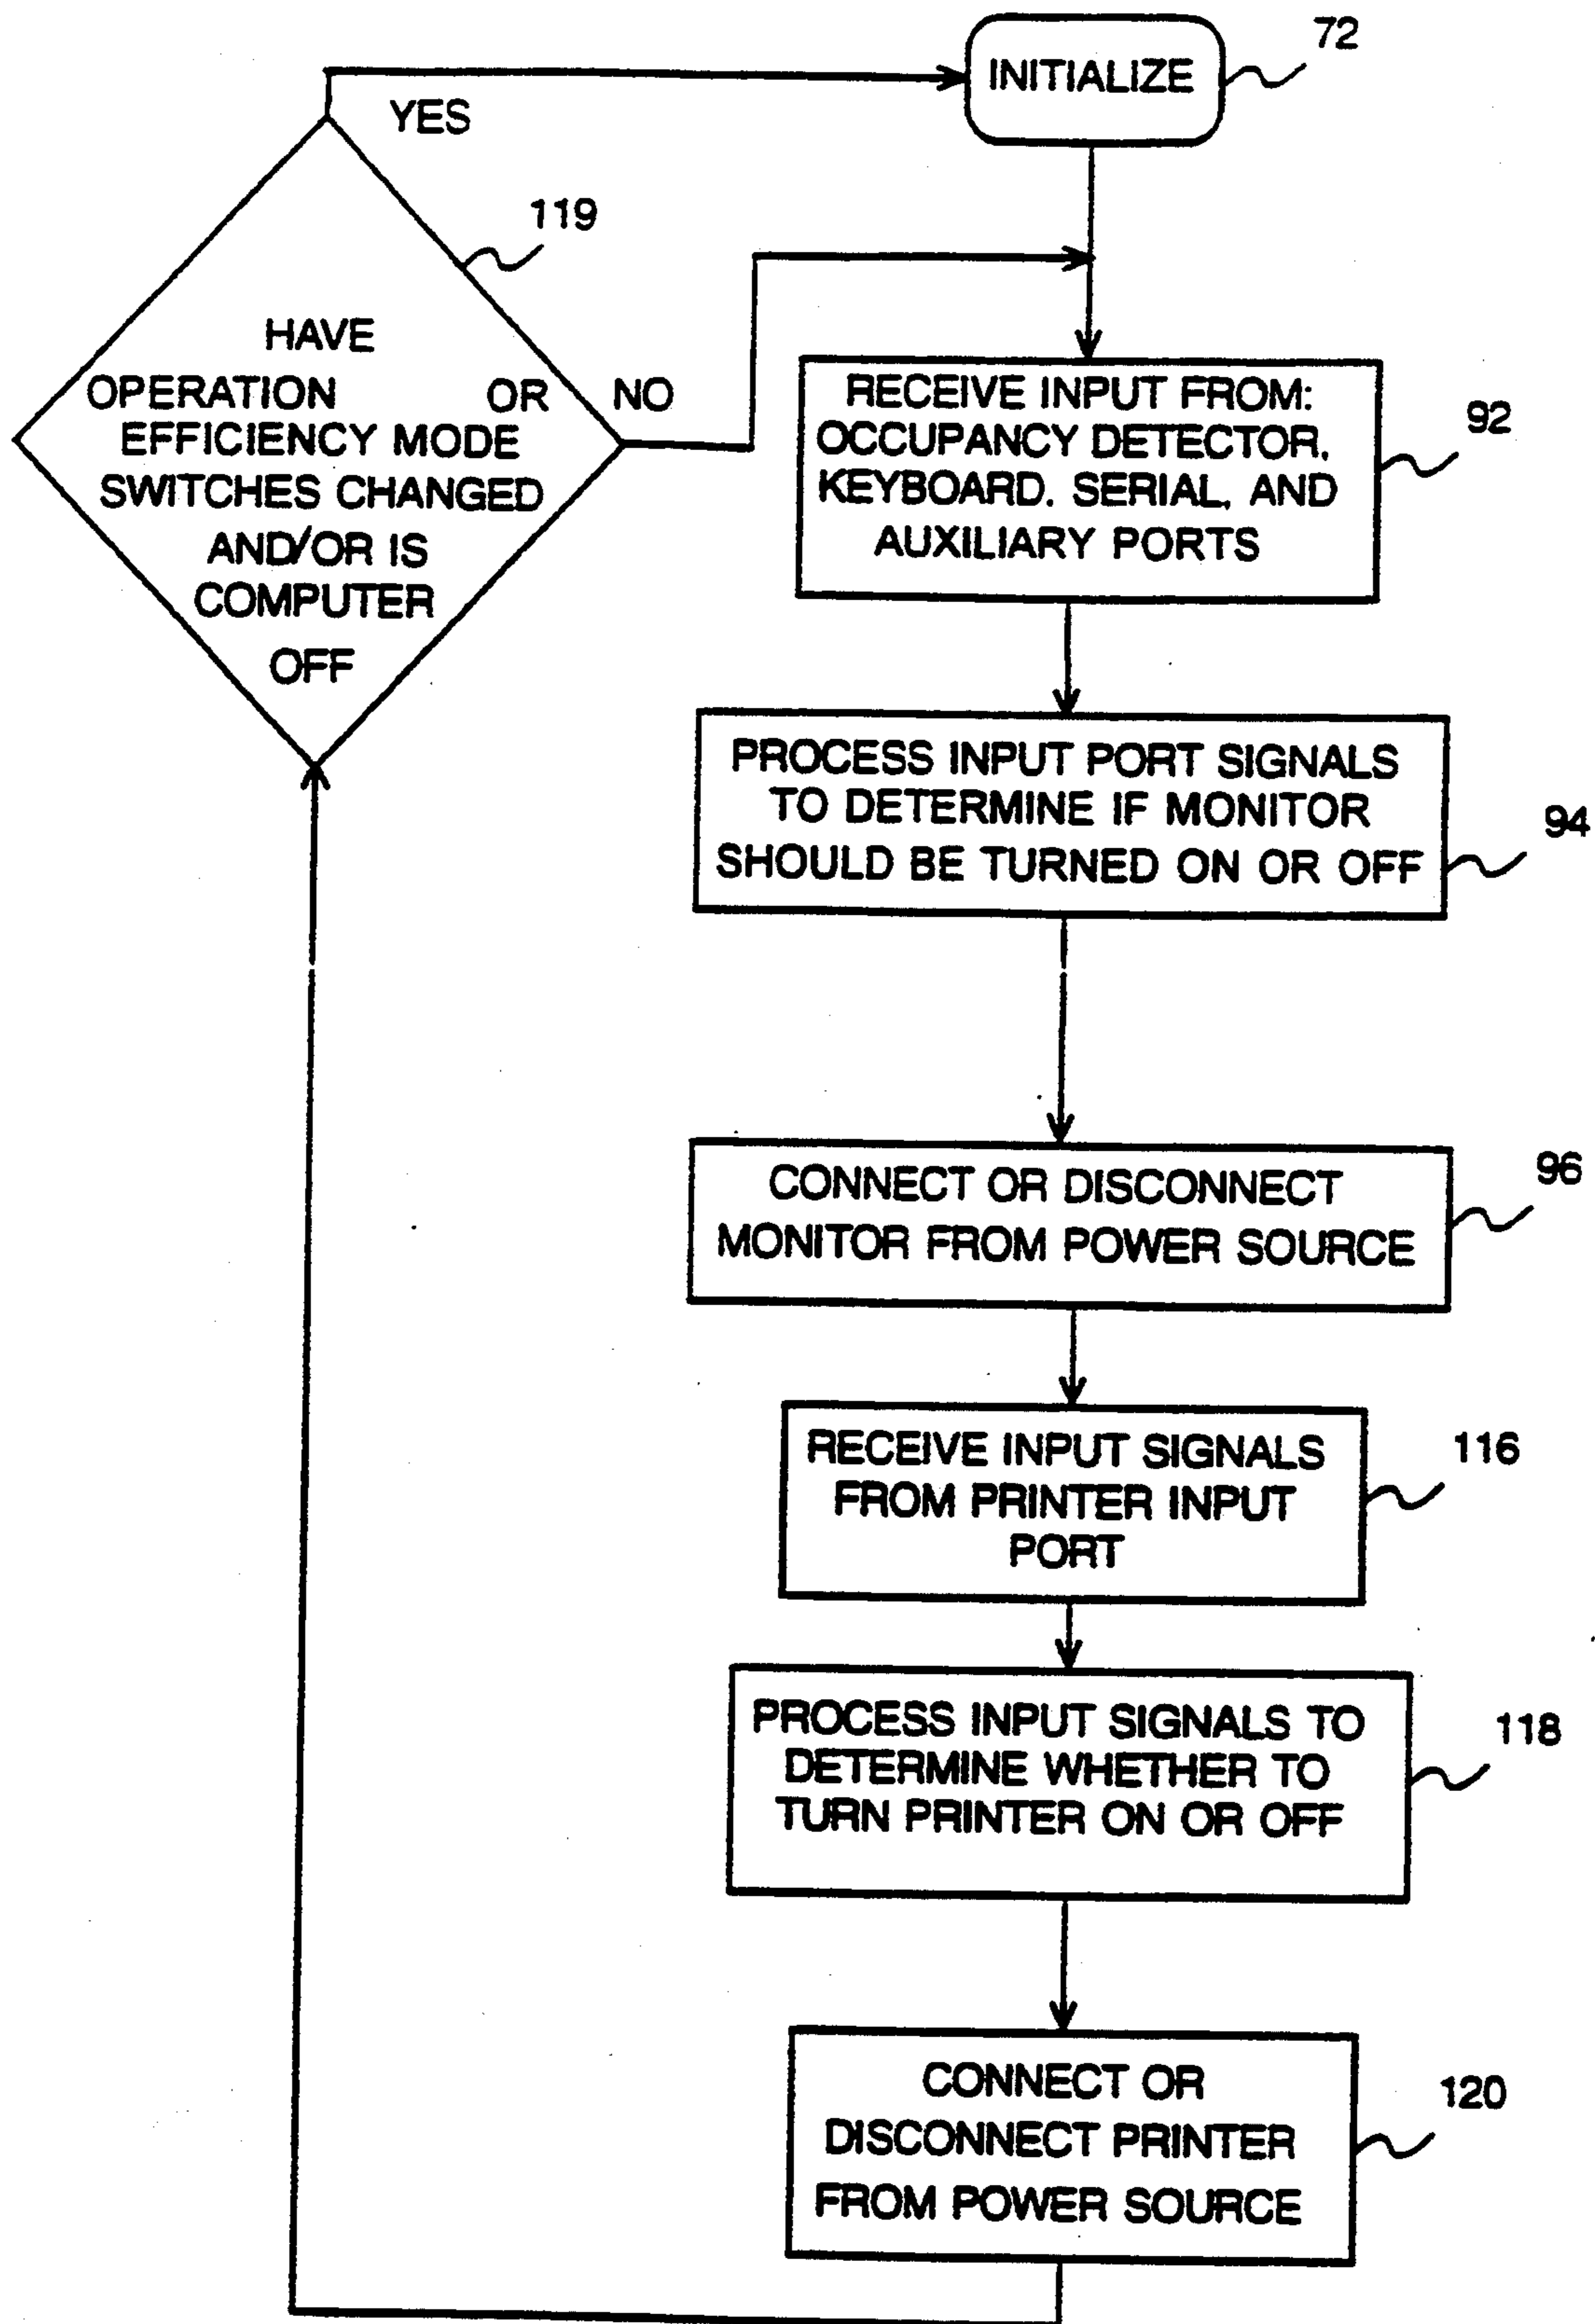 INITIALIZE
72
YES
119
HAVE
OPERATION OR
EFFICIENCY MODE
SWITCHES CHANGED
AND/OR IS
COMPUTER
OFF
NO
RECEIVE INPUT FROM:
OCCUPANCY DETECTOR,
KEYBOARD, SERIAL, AND
AUXILIARY PORTS
92
PROCESS INPUT PORT SIGNALS
TO DETERMINE IF MONITOR
SHOULD BE TURNED ON OR OFF
94
CONNECT OR DISCONNECT
MONITOR FROM POWER SOURCE
96
RECEIVE INPUT SIGNALS
FROM PRINTER INPUT
PORT
116
PROCESS INPUT SIGNALS TO
DETERMINE WHETHER TO
TURN PRINTER ON OR OFF
118
CONNECT OR
DISCONNECT PRINTER
FROM POWER SOURCE
120